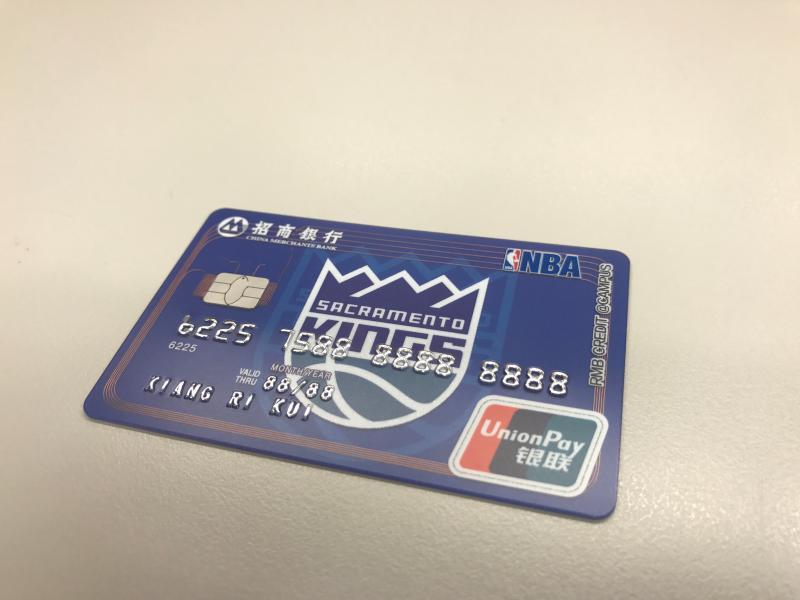 招商银行
CHINA MERCHANTS BANK
NBA
SACRAMENTO
KINGS
6225 7588 8888 8888
6225
VALID THRU
MONTH/YEAR
88/88
XIANG RI KUI
RMB CREDIT @CAMPUS
UnionPay
银联